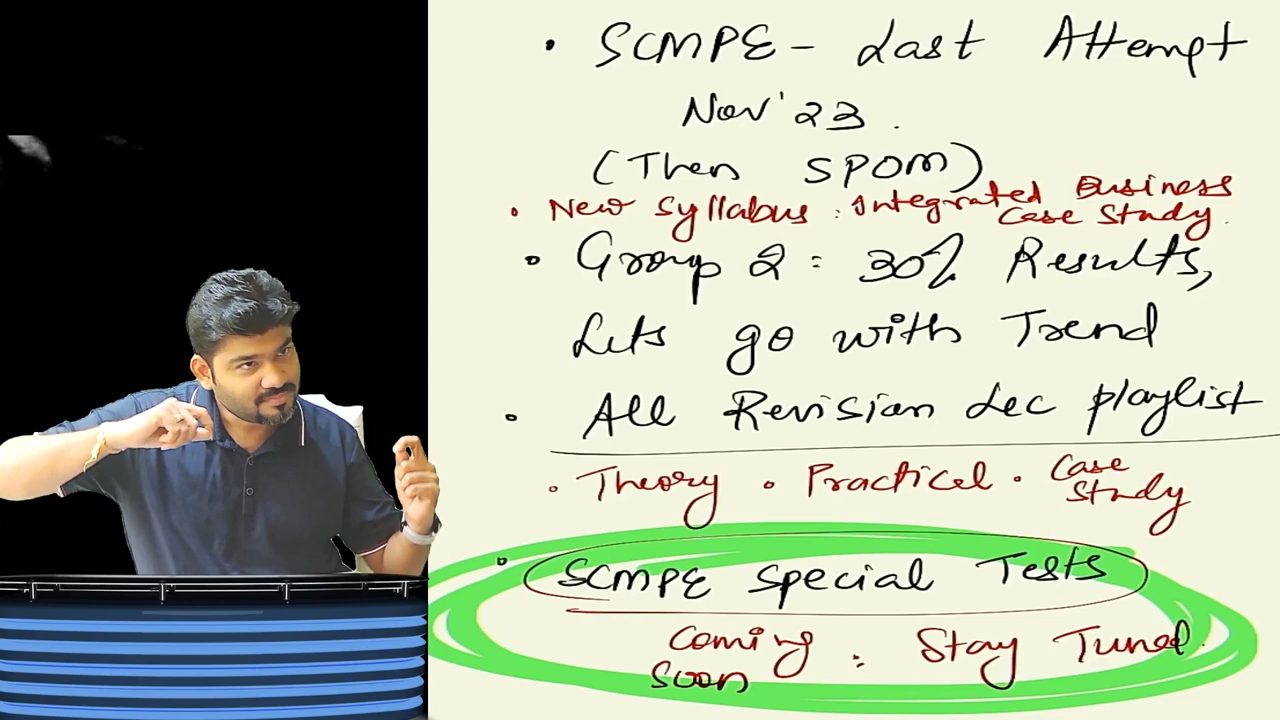 • SCMPE - Last Attempt
Nov' 23.
(Then SPOM)
• New Syllabus : Integrated Business
Case Study.
• Group 2 : 30% Results,
Lets go with Trend
• All Revision Lec playlist
• Theory • Practical • Case
Study
• SCMPE Special Tests
Coming : Stay Tuned.
Soon